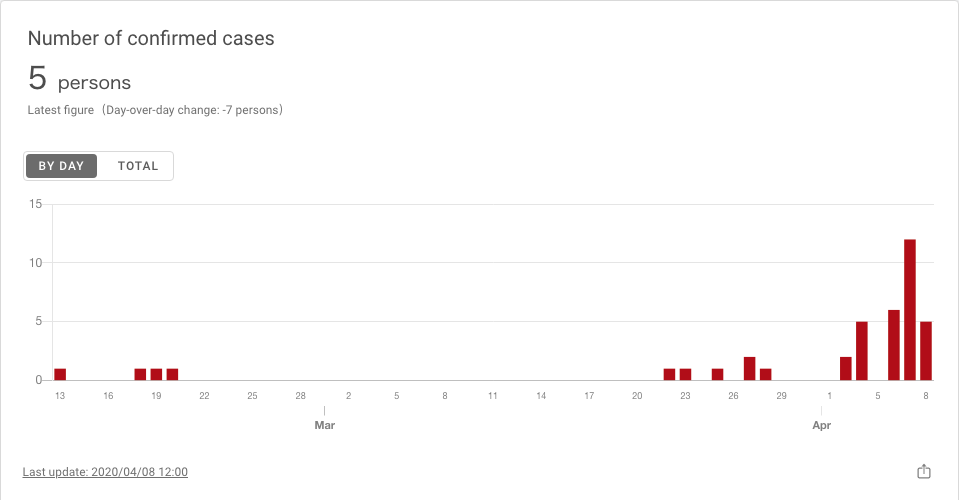 Number of confirmed cases
5 persons
Latest figure (Day-over-day change: -7 persons)
BY DAY TOTAL
15
10
5
0
13 16 19 22 25 28 2 5 8 11 14 17 20 23 26 29 1 5 8
Mar Apr
Last update: 2020/04/08 12:00